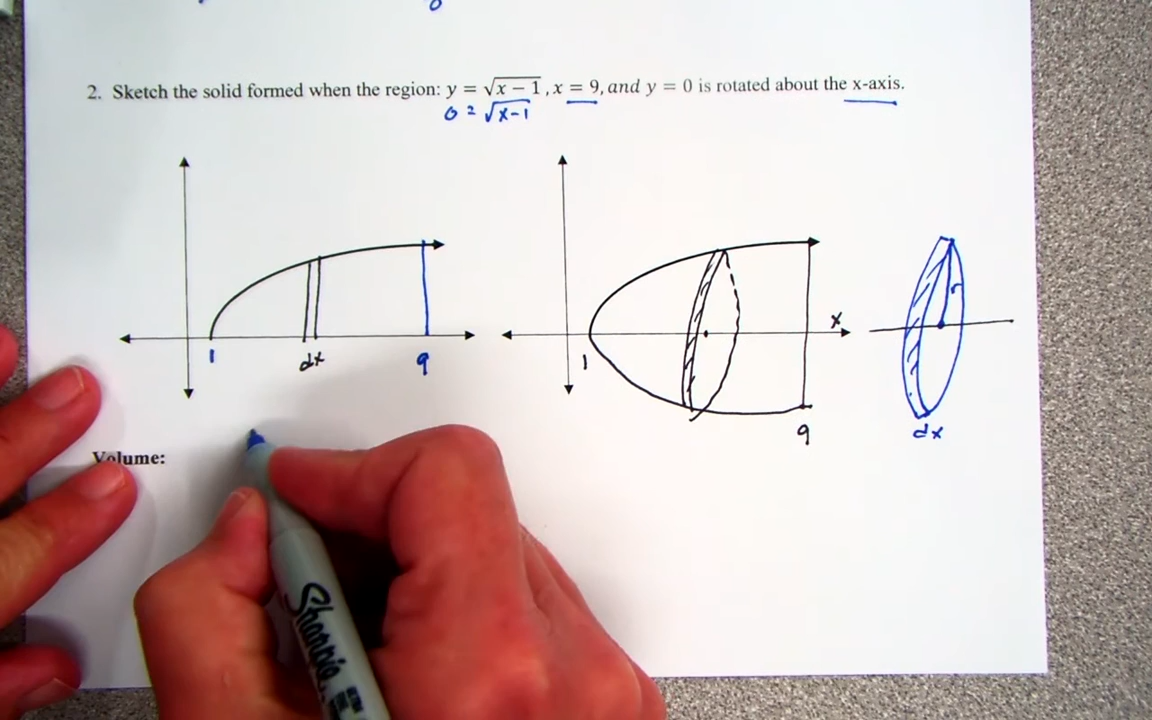 2. Sketch the solid formed when the region: y = √x − 1, x = 9, and y = 0 is rotated about the x-axis.
0 = √x-1
x
1 dx 9 1
9 dx
Volume:
Sharpie